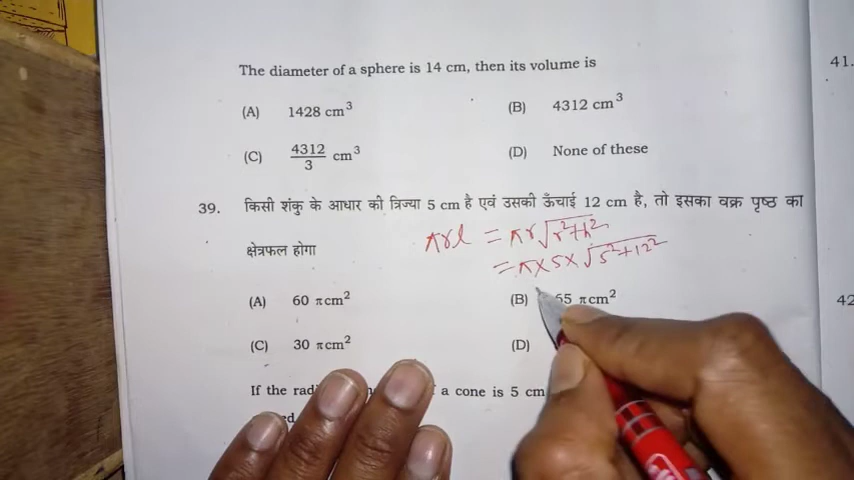 The diameter of a sphere is 14 cm, then its volume is
(A) 1428 cm³ (B) 4312 cm³
(C) 4312/3 cm³ (D) None of these
39. किसी शंकु के आधार की त्रिज्या 5 cm है एवं उसकी ऊँचाई 12 cm है, तो इसका वक्र पृष्ठ का
πrl = πr√r²+h²
क्षेत्रफल होगा
= π×5×√5²+12²
(A) 60 πcm² (B) 65 πcm²
(C) 30 πcm² (D)
If the a cone is 5 cm
41.
42